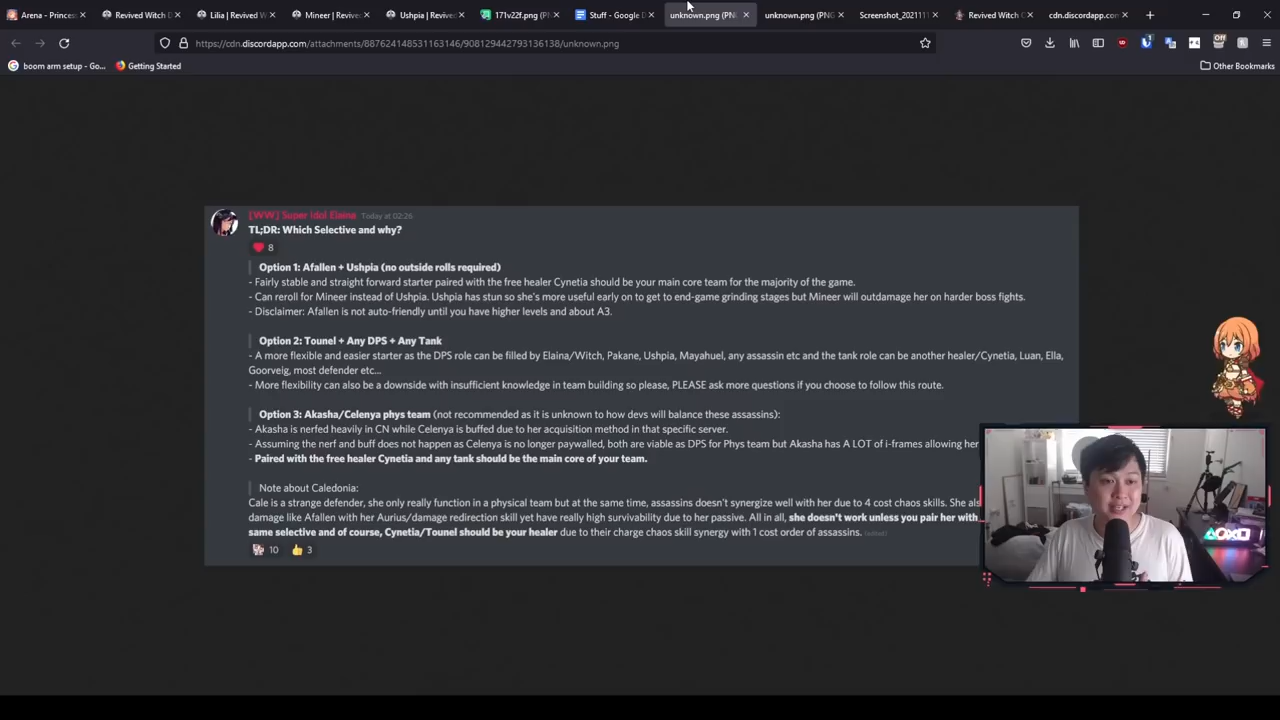 Arena - Princess
Revived Witch D
Lilia | Revived W
Mineer | Revived
Ushpia | Revived
171v22f.png (PN
Stuff - Google D
unknown.png (PN
unknown.png (PNG
Screenshot_2021111
Revived Witch G
cdn.discordapp.com/
https://cdn.discordapp.com/attachments/887624148531163146/908129442793136138/unknown.png
Off
boom arm setup - Go...
Getting Started
Other Bookmarks
[WW] Super Idol Elaina Today at 02:26
TL;DR: Which Selective and why?
8
Option 1: Afallen + Ushpia (no outside rolls required)
- Fairly stable and straight forward starter paired with the free healer Cynetia should be your main core team for the majority of the game.
- Can reroll for Mineer instead of Ushpia. Ushpia has stun so she's more useful early on to get to end-game grinding stages but Mineer will outdamage her on harder boss fights.
- Disclaimer: Afallen is not auto-friendly until you have higher levels and about A3.
Option 2: Tounel + Any DPS + Any Tank
- A more flexible and easier starter as the DPS role can be filled by Elaina/Witch, Pakane, Ushpia, Mayahuel, any assassin etc and the tank role can be another healer/Cynetia, Luan, Ella,
Goorveig, most defender etc...
- More flexibility can also be a downside with insufficient knowledge in team building so please, PLEASE ask more questions if you choose to follow this route.
Option 3: Akasha/Celenya phys team (not recommended as it is unknown to how devs will balance these assassins):
- Akasha is nerfed heavily in CN while Celenya is buffed due to her acquisition method in that specific server.
- Assuming the nerf and buff does not happen as Celenya is no longer paywalled, both are viable as DPS for Phys team but Akasha has A LOT of i-frames allowing her
- Paired with the free healer Cynetia and any tank should be the main core of your team.
Note about Caledonia:
Cale is a strange defender, she only really function in a physical team but at the same time, assassins doesn't synergize well with her due to 4 cost chaos skills. She als
damage like Afallen with her Aurius/damage redirection skill yet have really high survivability due to her passive. All in all, she doesn't work unless you pair her with
same selective and of course, Cynetia/Tounel should be your healer due to their charge chaos skill synergy with 1 cost order of assassins. (edited)
10
3